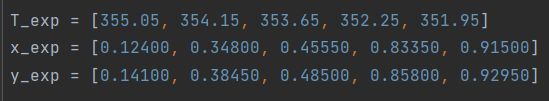 T_exp = [355.05, 354.15, 353.65, 352.25, 351.95]
x_exp = [0.12400, 0.34800, 0.45550, 0.83350, 0.91500]
y_exp = [0.14100, 0.38450, 0.48500, 0.85800, 0.92950]